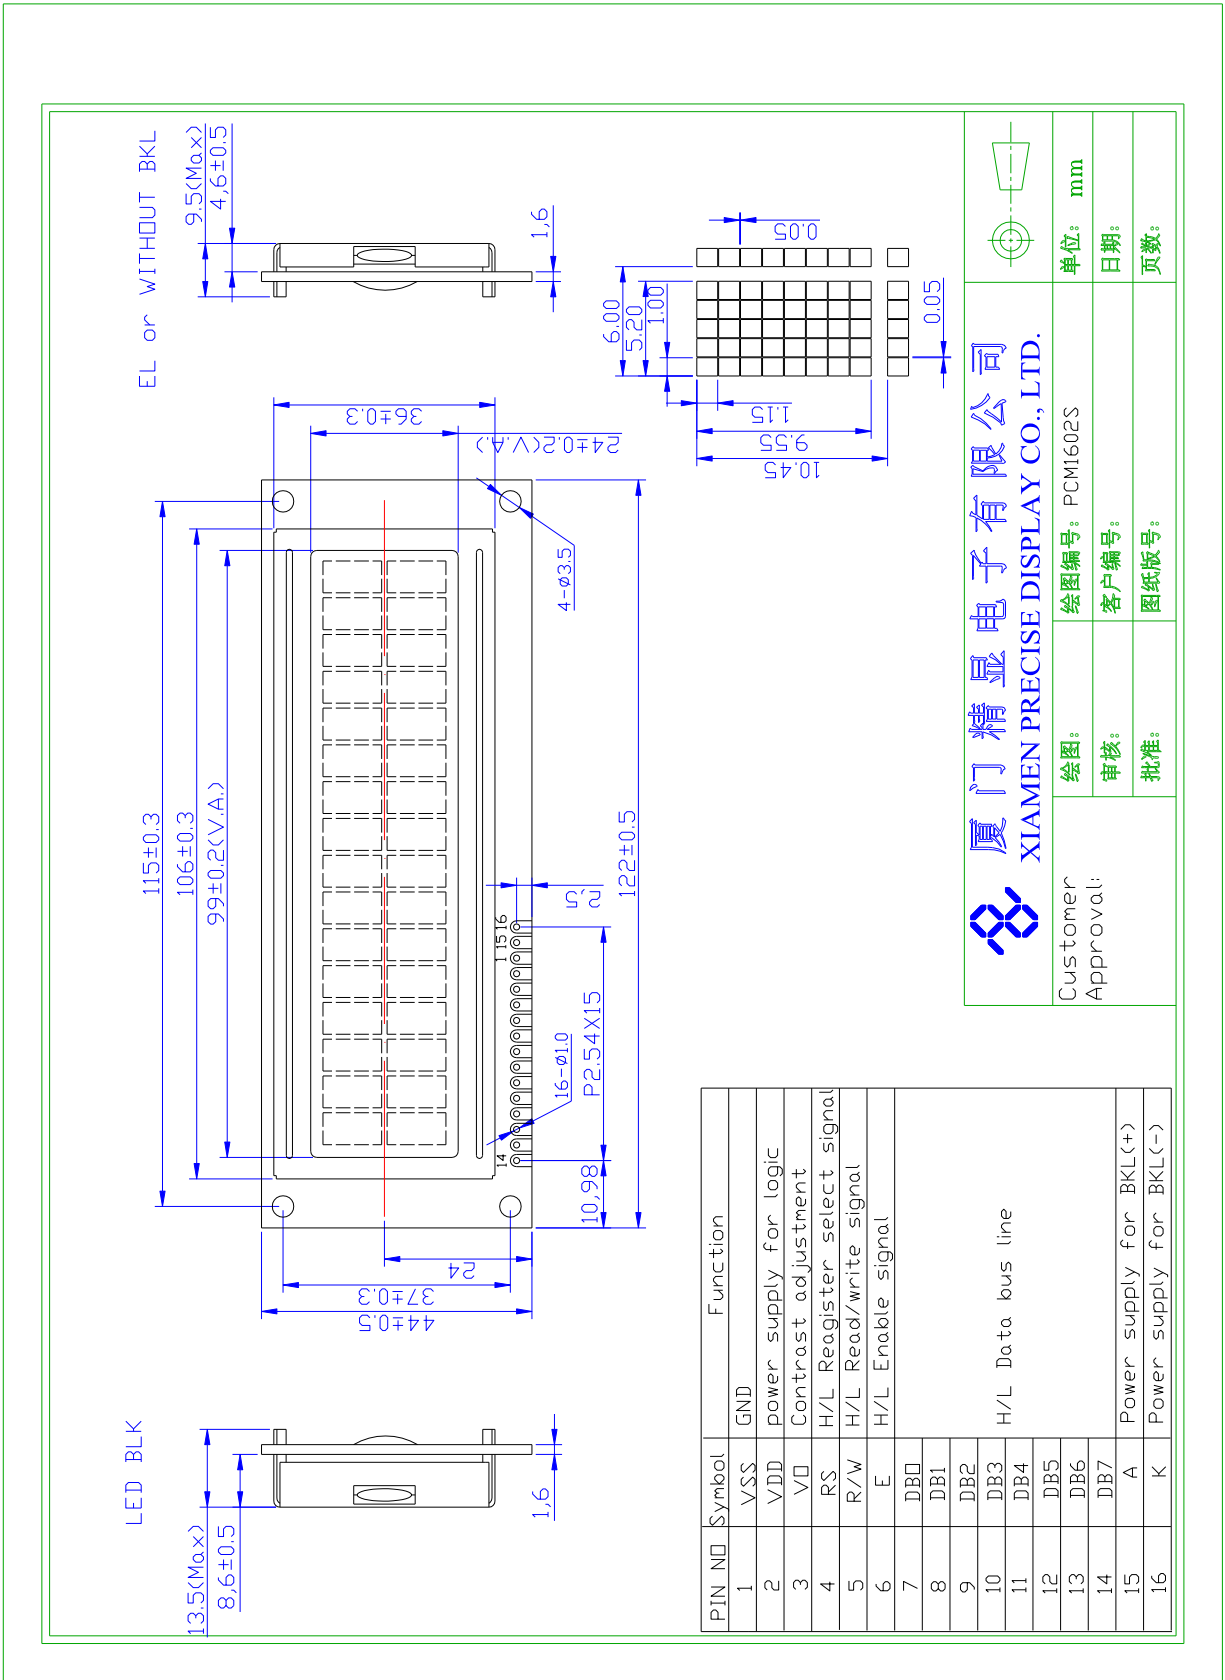 LED BLK
13.5(Max)
8,6±0.5
1,6
EL or WITHOUT BKL
9.5(Max)
4,6±0.5
1,6
115±0.3
106±0.3
99±0.2(V.A.)
44±0.5
37±0.3
24
36±0.3
24±0.2(V.A.)
4-ø3.5
14
1 15 16
2,5
16-ø1.0
10,98
P2.54X15
122±0.5
6.00
5.20
1.00
0.05
1.15
9.55
10.45
0.05
PIN NO Symbol Function
1 VSS GND
2 VDD power supply for logic
3 VO Contrast adjustment
4 RS H/L Reagister select signal
5 R/W H/L Read/write signal
6 E H/L Enable signal
7 DB0
8 DB1
9 DB2
10 DB3 H/L Data bus line
11 DB4
12 DB5
13 DB6
14 DB7
15 A Power supply for BKL(+)
16 K Power supply for BKL(-)
厦门精显电子有限公司
XIAMEN PRECISE DISPLAY CO., LTD.
Customer
Approval:
绘图: 绘图编号: PCM1602S 单位: mm
审核: 客户编号: 日期:
批准: 图纸版号: 页数: